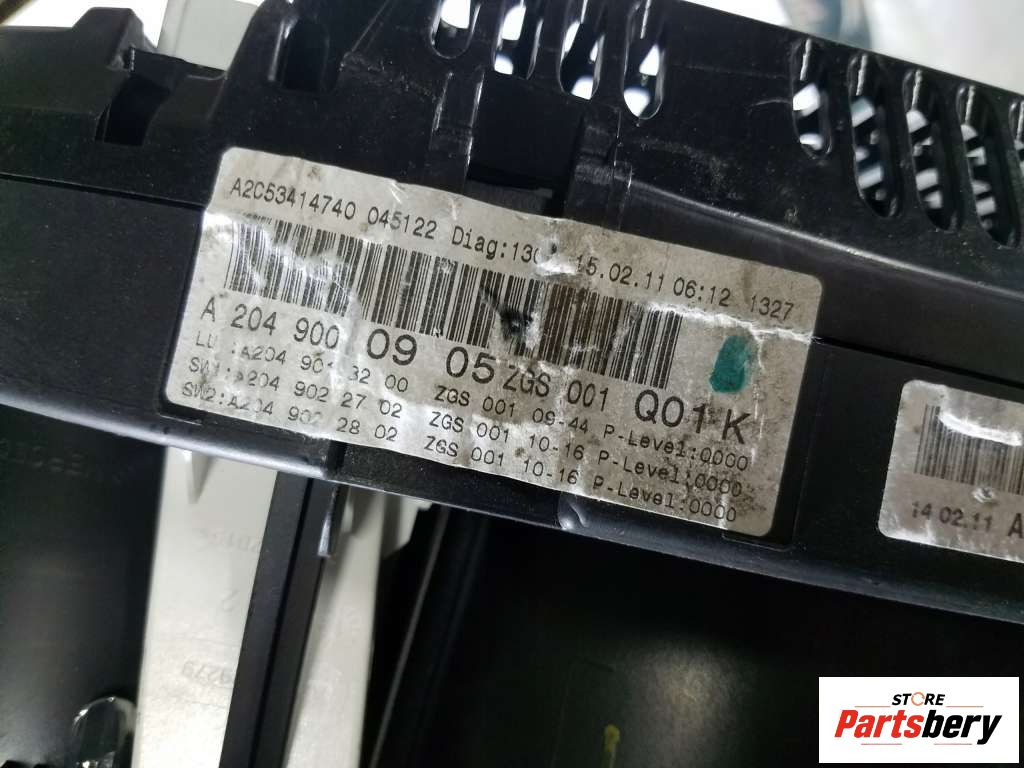 A2C53414740 045122 Diag: 15.02.11 06:12 1327
A 204 900 09 05 ZGS 001 Q01 K
ZGS 001 09-44 P-Level:0000
SW1:A204 902 27 02 ZGS 001 10-16 P-Level:0000
SW2:A204 902 28 02 ZGS 001 10-16 P-Level:0000
14 02.11 A
STORE
Partsbery